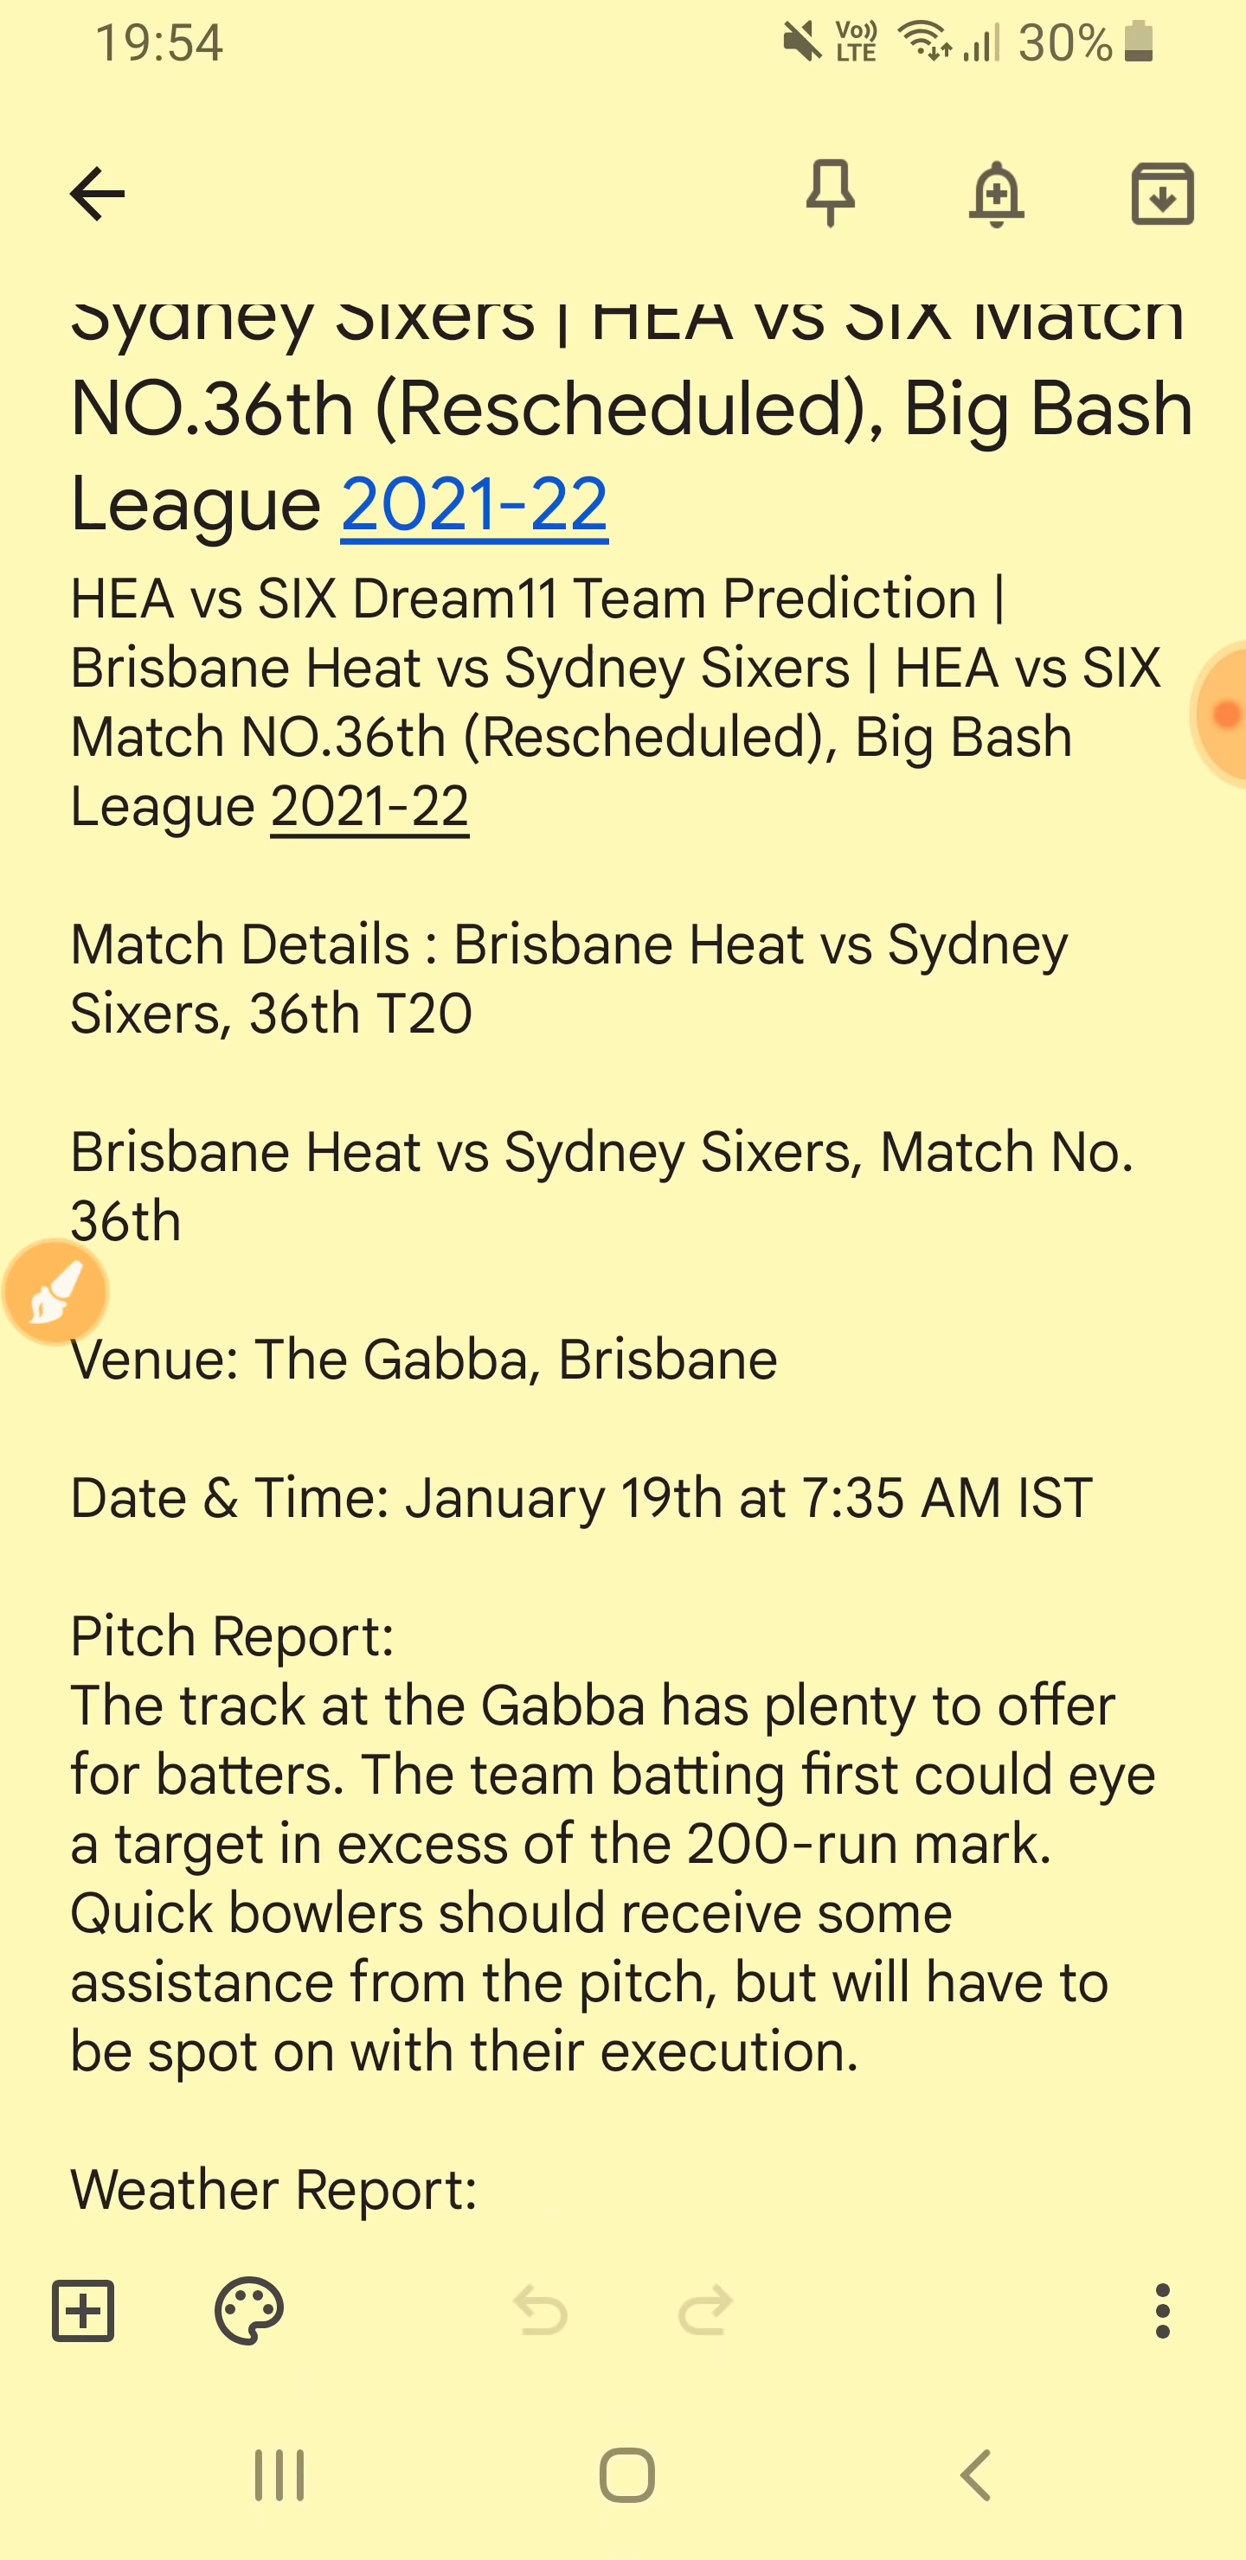 19:54
Vo)) LTE
30%
Sydney Sixers | HEA vs SIX Match
NO.36th (Rescheduled), Big Bash
League 2021-22
HEA vs SIX Dream11 Team Prediction |
Brisbane Heat vs Sydney Sixers | HEA vs SIX
Match NO.36th (Rescheduled), Big Bash
League 2021-22
Match Details : Brisbane Heat vs Sydney
Sixers, 36th T20
Brisbane Heat vs Sydney Sixers, Match No.
36th
Venue: The Gabba, Brisbane
Date & Time: January 19th at 7:35 AM IST
Pitch Report:
The track at the Gabba has plenty to offer
for batters. The team batting first could eye
a target in excess of the 200-run mark.
Quick bowlers should receive some
assistance from the pitch, but will have to
be spot on with their execution.
Weather Report: